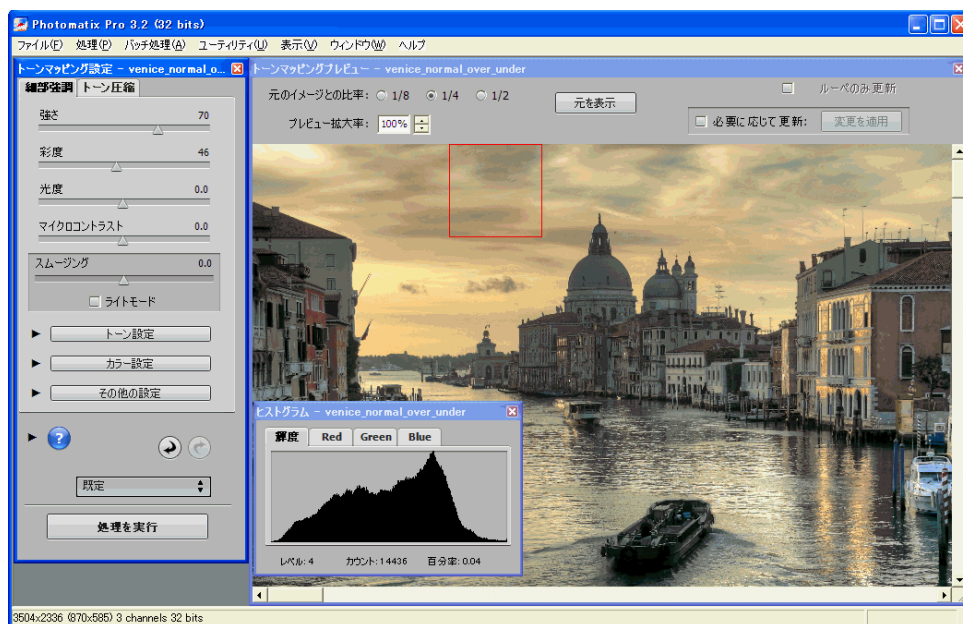 Photomatix Pro 3.2 (32 bits)
ファイル(F) 処理(P) バッチ処理(A) ユーティリティ(U) 表示(V) ウィンドウ(W) ヘルプ
トーンマッピング設定 - venice_normal_o...
細部強調 トーン圧縮
強さ 70
彩度 46
光度 0.0
マイクロコントラスト 0.0
スムージング 0.0
ライトモード
トーン設定
カラー設定
その他の設定
?
既定
処理を実行
トーンマッピングプレビュー - venice_normal_over_under
元のイメージとの比率: 1/8 1/4 1/2
プレビュー拡大率: 100%
元を表示
ルーペのみ更新
必要に応じて更新: 変更を適用
ヒストグラム - venice_normal_over_under
輝度 Red Green Blue
レベル: 4 カウント: 14436 百分率: 0.04
3504x2336 (870x585) 3 channels 32 bits